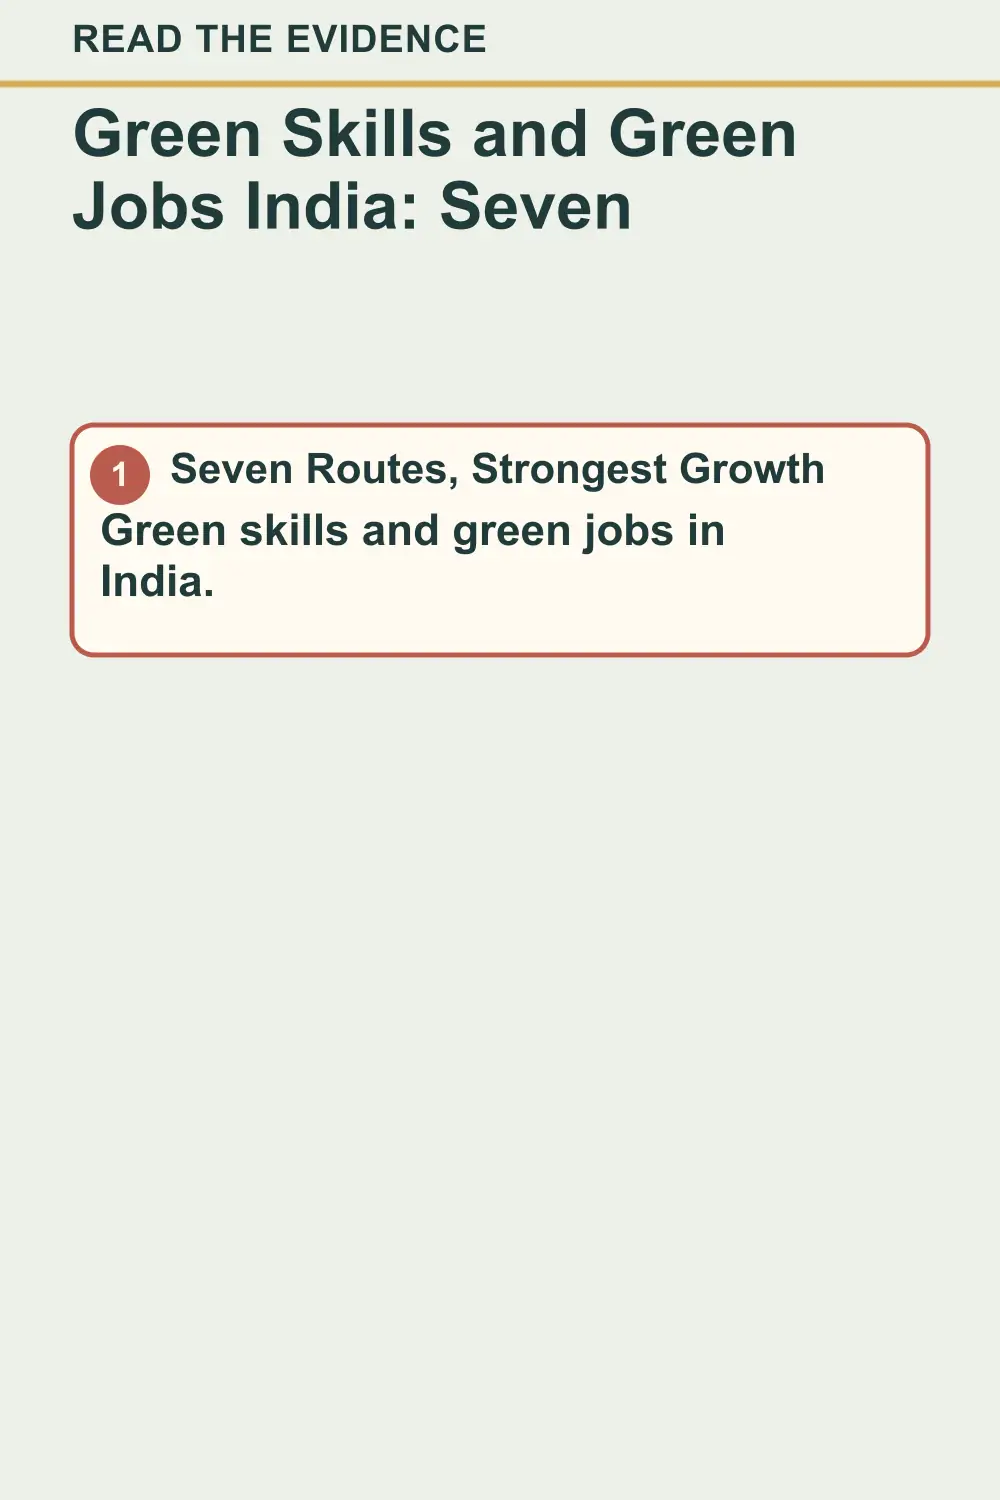 READ THE EVIDENCE
Green Skills and Green
Jobs India: Seven
1 Seven Routes, Strongest Growth
Green skills and green jobs in
India.